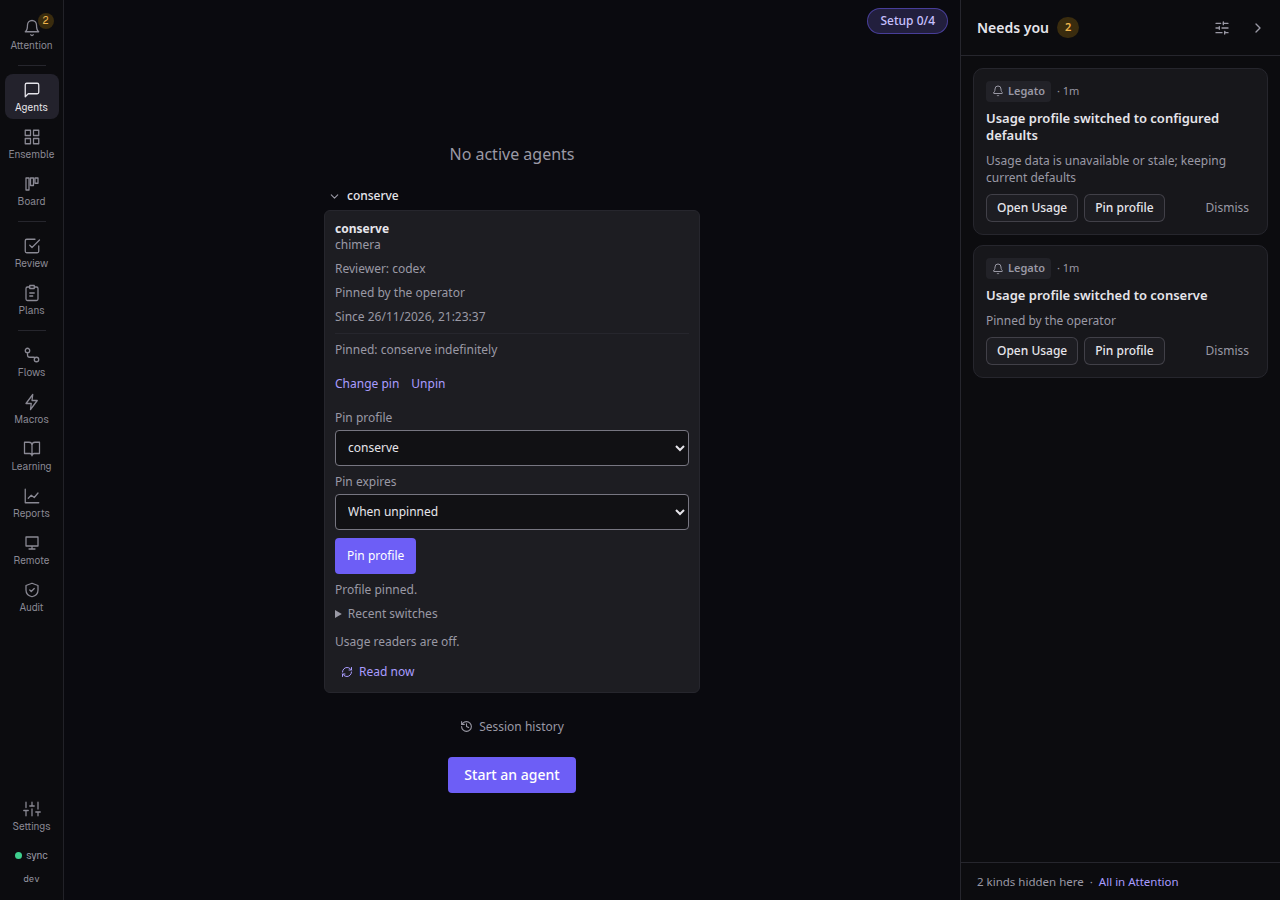 2
Attention
Agents
Ensemble
Board
Review
Plans
Flows
Macros
Learning
Reports
Remote
Audit
Settings
sync
dev
Setup 0/4
No active agents
conserve
conserve
chimera
Reviewer: codex
Pinned by the operator
Since 26/11/2026, 21:23:37
Pinned: conserve indefinitely
Change pin Unpin
Pin profile
conserve
Pin expires
When unpinned
Pin profile
Profile pinned.
Recent switches
Usage readers are off.
Read now
Session history
Start an agent
Needs you 2
Legato · 1m
Usage profile switched to configured
defaults
Usage data is unavailable or stale; keeping
current defaults
Open Usage Pin profile Dismiss
Legato · 1m
Usage profile switched to conserve
Pinned by the operator
Open Usage Pin profile Dismiss
2 kinds hidden here · All in Attention